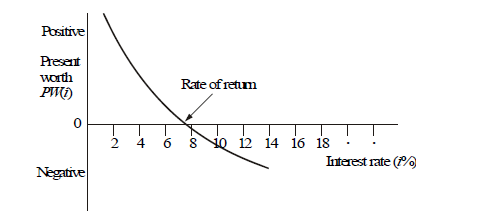 Positive
Present
worth
PW(i)
Rate of return
0
2 4 6 8 10 12 14 16 18 · ·
Interest rate (i%)
Negative